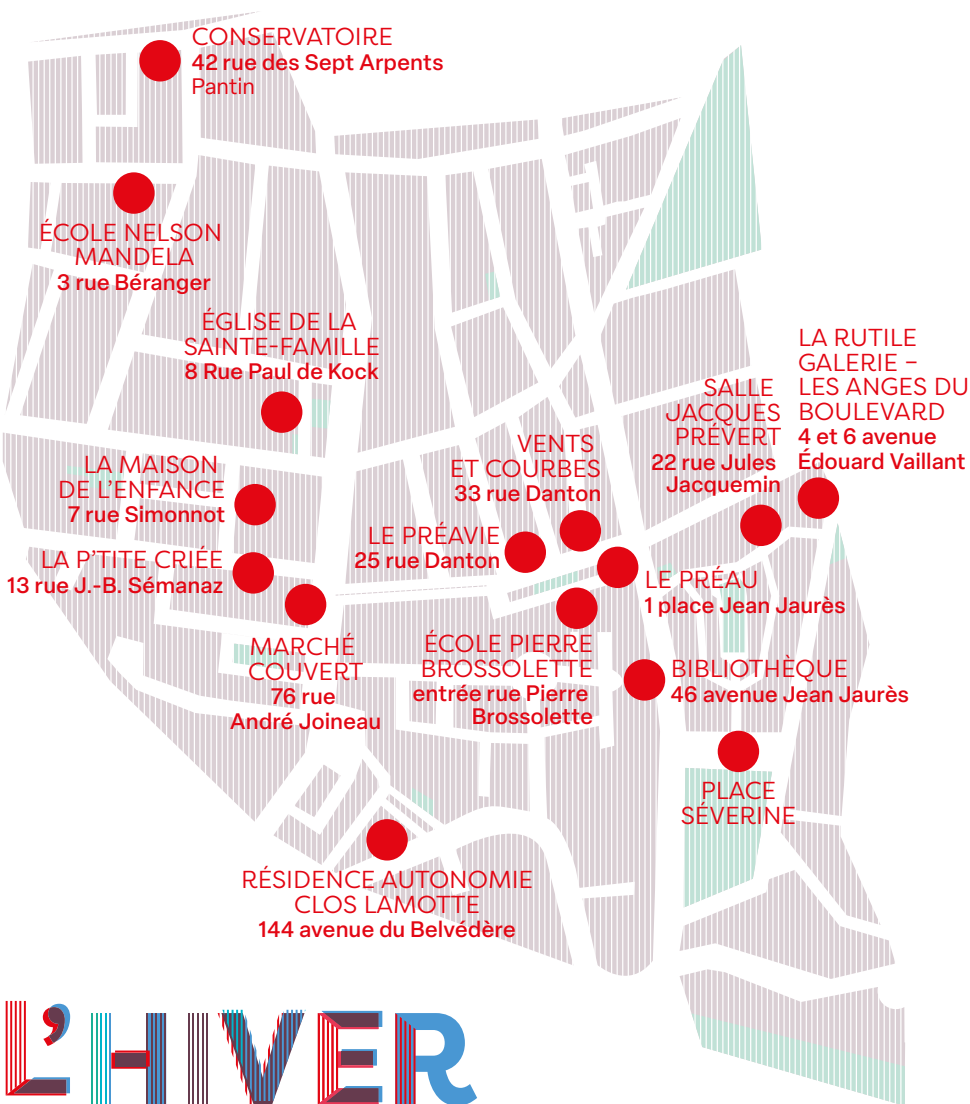 CONSERVATOIRE
42 rue des Sept Arpents
Pantin
ÉCOLE NELSON
MANDELA
3 rue Béranger
ÉGLISE DE LA
SAINTE-FAMILLE
8 Rue Paul de Kock
LA RUTILE
GALERIE –
LES ANGES DU
BOULEVARD
4 et 6 avenue
Édouard Vaillant
SALLE
JACQUES
PRÉVERT
22 rue Jules
Jacquemin
VENTS
ET COURBES
33 rue Danton
LA MAISON
DE L'ENFANCE
7 rue Simonnot
LE PRÉAVIE
25 rue Danton
LA P'TITE CRIÉE
13 rue J.-B. Sémanaz
LE PRÉAU
1 place Jean Jaurès
MARCHÉ
COUVERT
76 rue
André Joineau
ÉCOLE PIERRE
BROSSOLETTE
entrée rue Pierre
Brossolette
BIBLIOTHÈQUE
46 avenue Jean Jaurès
PLACE
SÉVERINE
RÉSIDENCE AUTONOMIE
CLOS LAMOTTE
144 avenue du Belvédère
L'HIVER